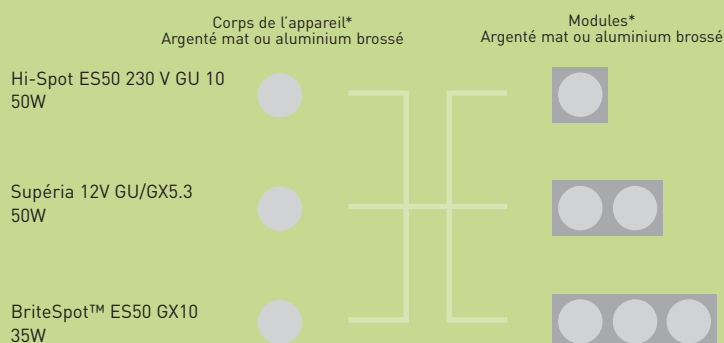 Corps de l'appareil*
Argenté mat ou aluminium brossé
Modules*
Argenté mat ou aluminium brossé
Hi-Spot ES50 230 V GU 10
50W
Supéria 12V GU/GX5.3
50W
BriteSpot™ ES50 GX10
35W